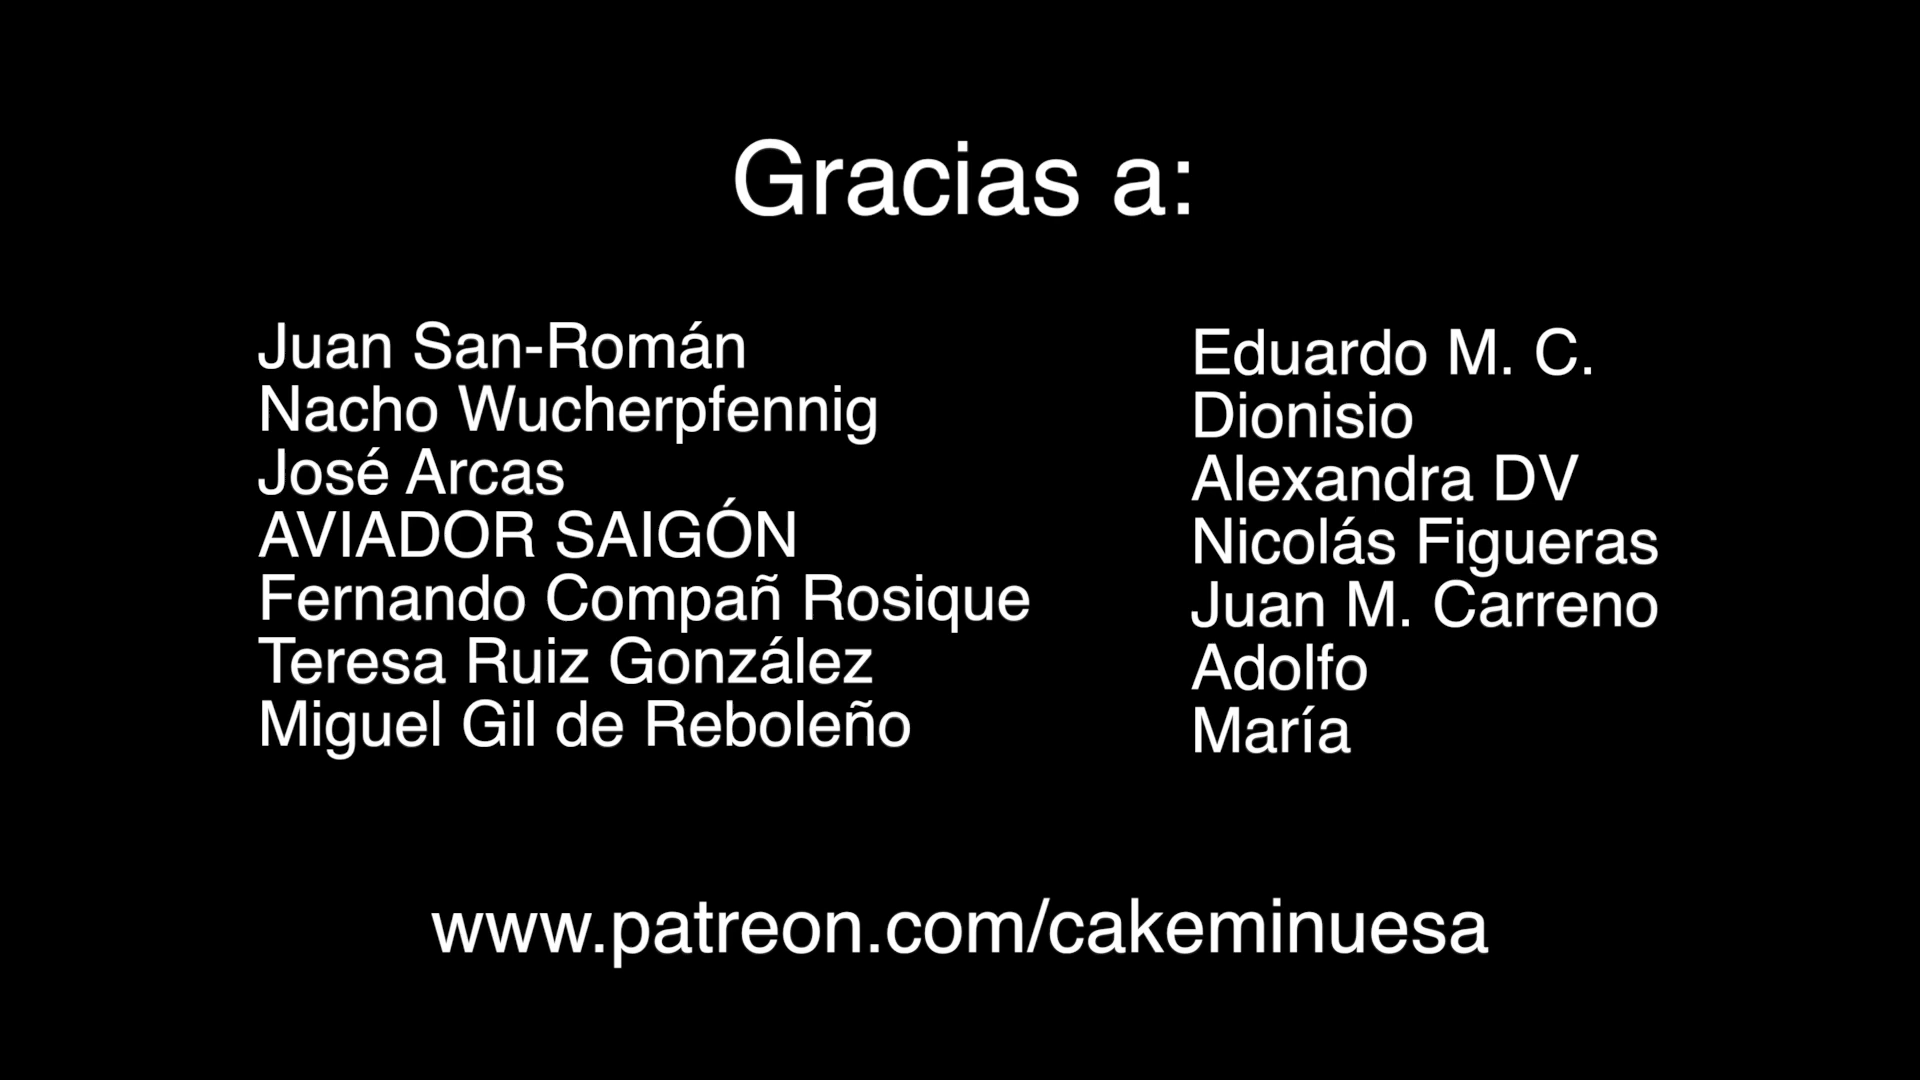 Gracias a:
Juan San-Román
Nacho Wucherpfennig
José Arcas
AVIADOR SAIGÓN
Fernando Compañ Rosique
Teresa Ruiz González
Miguel Gil de Reboleño
Eduardo M. C.
Dionisio
Alexandra DV
Nicolás Figueras
Juan M. Carreno
Adolfo
María
www.patreon.com/cakeminuesa